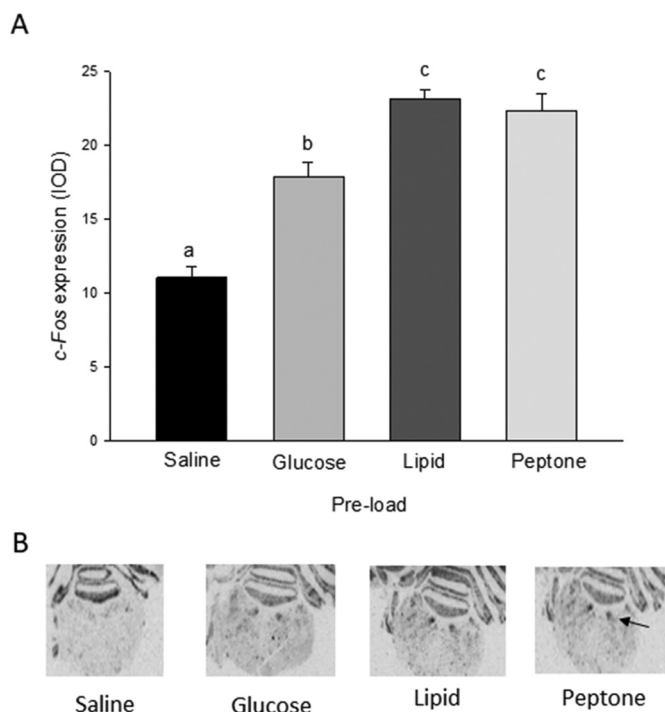 A
c-Fos expression (IOD)
25
20
15
10
5
0
a
b
c
c
Saline
Glucose
Lipid
Peptone
Pre-load
B
Saline
Glucose
Lipid
Peptone